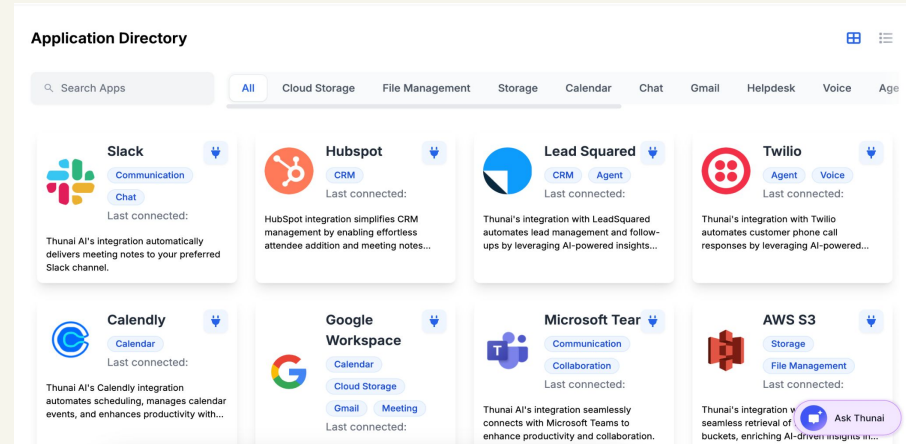 Application Directory
Search Apps
All Cloud Storage File Management Storage Calendar Chat Gmail Helpdesk Voice Age
Slack
Communication
Chat
Last connected:
Thunai AI's integration automatically
delivers meeting notes to your preferred
Slack channel.
Hubspot
CRM
Last connected:
HubSpot integration simplifies CRM
management by enabling effortless
attendee addition and meeting notes...
Lead Squared
CRM Agent
Last connected:
Thunai's integration with LeadSquared
automates lead management and follow-
ups by leveraging AI-powered insights...
Twilio
Agent Voice
Last connected:
Thunai's integration with Twilio
automates customer phone call
responses by leveraging AI-powered...
Calendly
Calendar
Last connected:
Thunai AI's Calendly integration
automates scheduling, manages calendar
events, and enhances productivity with...
Google
Workspace
Calendar
Cloud Storage
Gmail Meeting
Last connected:
Microsoft Tear
Communication
Collaboration
Last connected:
Thunai AI's integration seamlessly
connects with Microsoft Teams to
enhance productivity and collaboration.
AWS S3
Storage
File Management
Last connected:
Thunai's integration
seamless retrieval of
buckets, enriching AI-driven insights in...
Ask Thunai